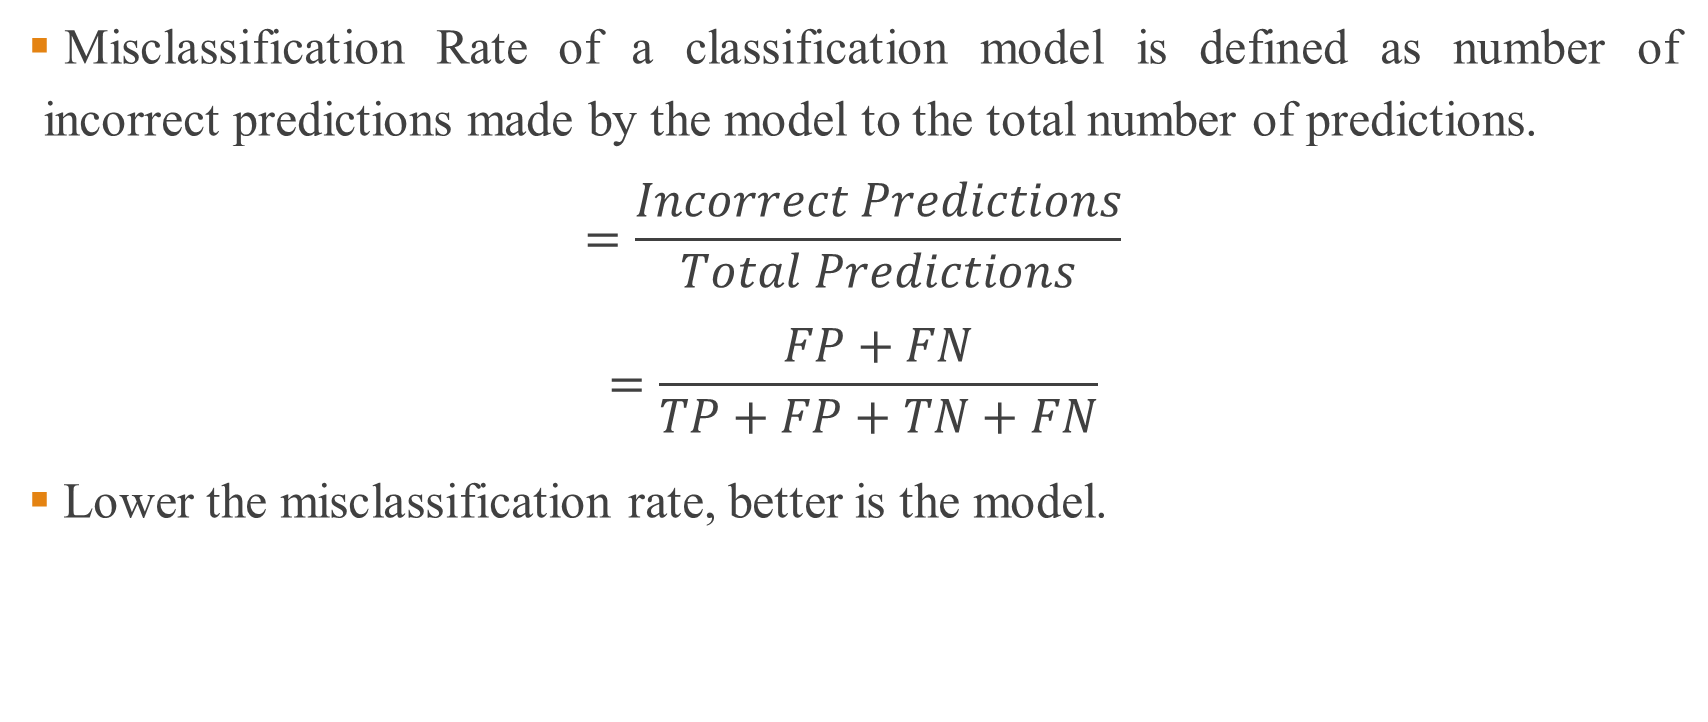 ▪ Misclassification Rate of a classification model is defined as number of
incorrect predictions made by the model to the total number of predictions.
= Incorrect Predictions
Total Predictions
= FP + FN
TP + FP + TN + FN
▪ Lower the misclassification rate, better is the model.